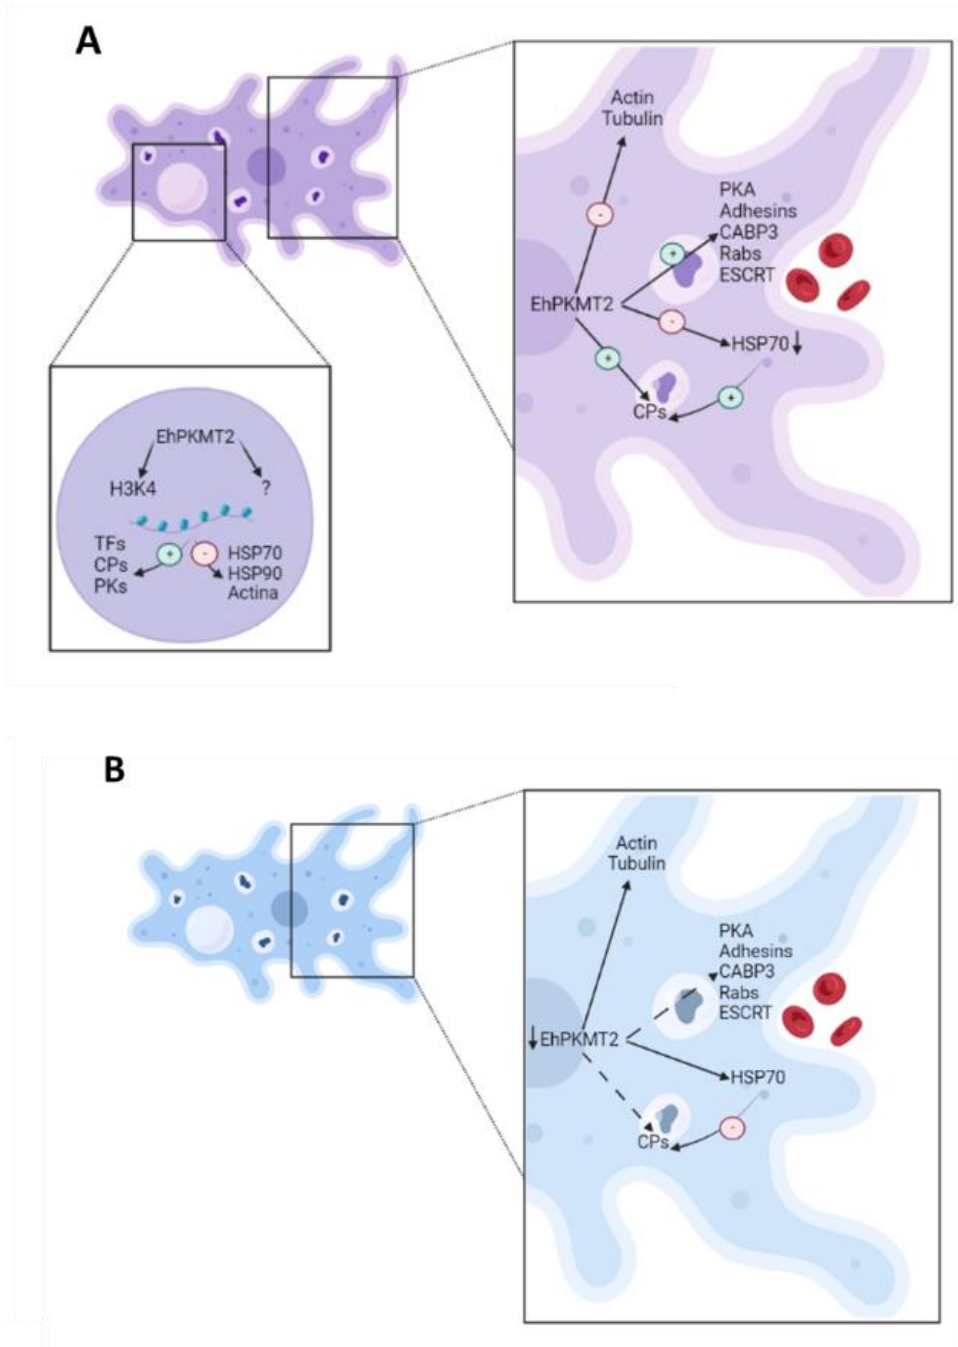 A
Actin
Tubulin
-
PKA
Adhesins
CABP3
Rabs
ESCRT
+
EhPKMT2
-
HSP70
+
CPs
+
EhPKMT2
H3K4
?
TFs
CPs
PKs
+
-
HSP70
HSP90
Actina
B
Actin
Tubulin
PKA
Adhesins
CABP3
Rabs
ESCRT
EhPKMT2
HSP70
CPs
-